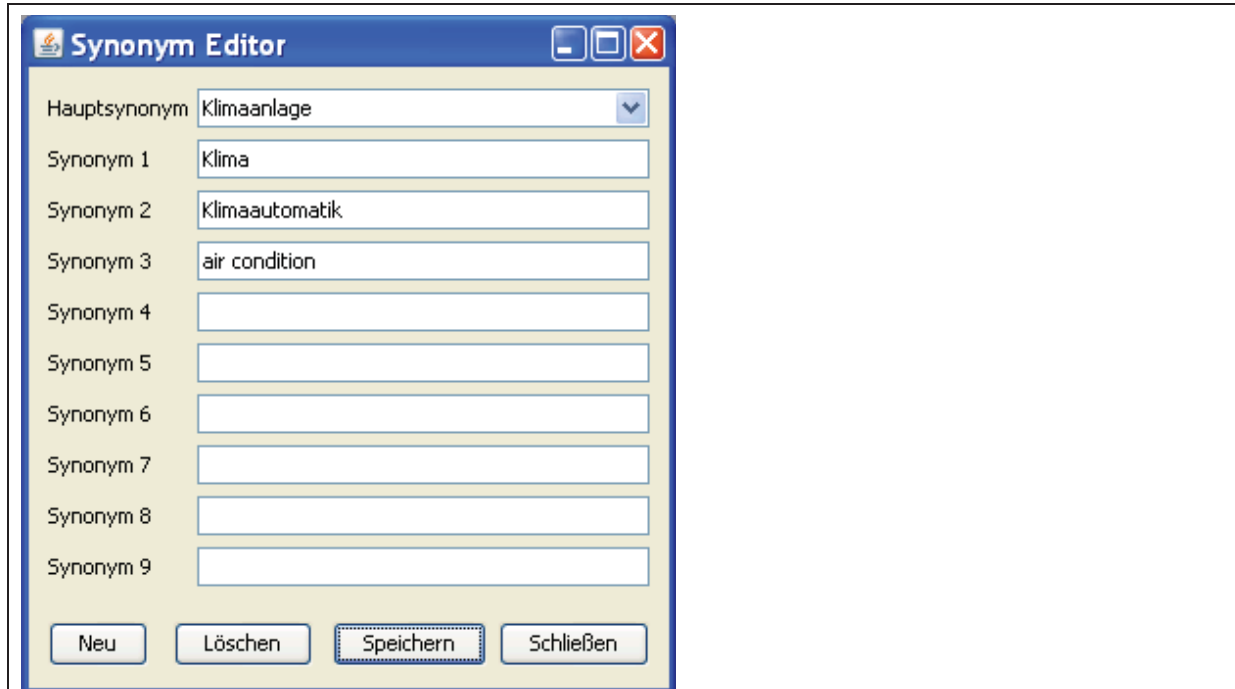 Synonym Editor
Hauptsynonym Klimaanlage
Synonym 1 Klima
Synonym 2 Klimaautomatik
Synonym 3 air condition
Synonym 4
Synonym 5
Synonym 6
Synonym 7
Synonym 8
Synonym 9
Neu Löschen Speichern Schließen